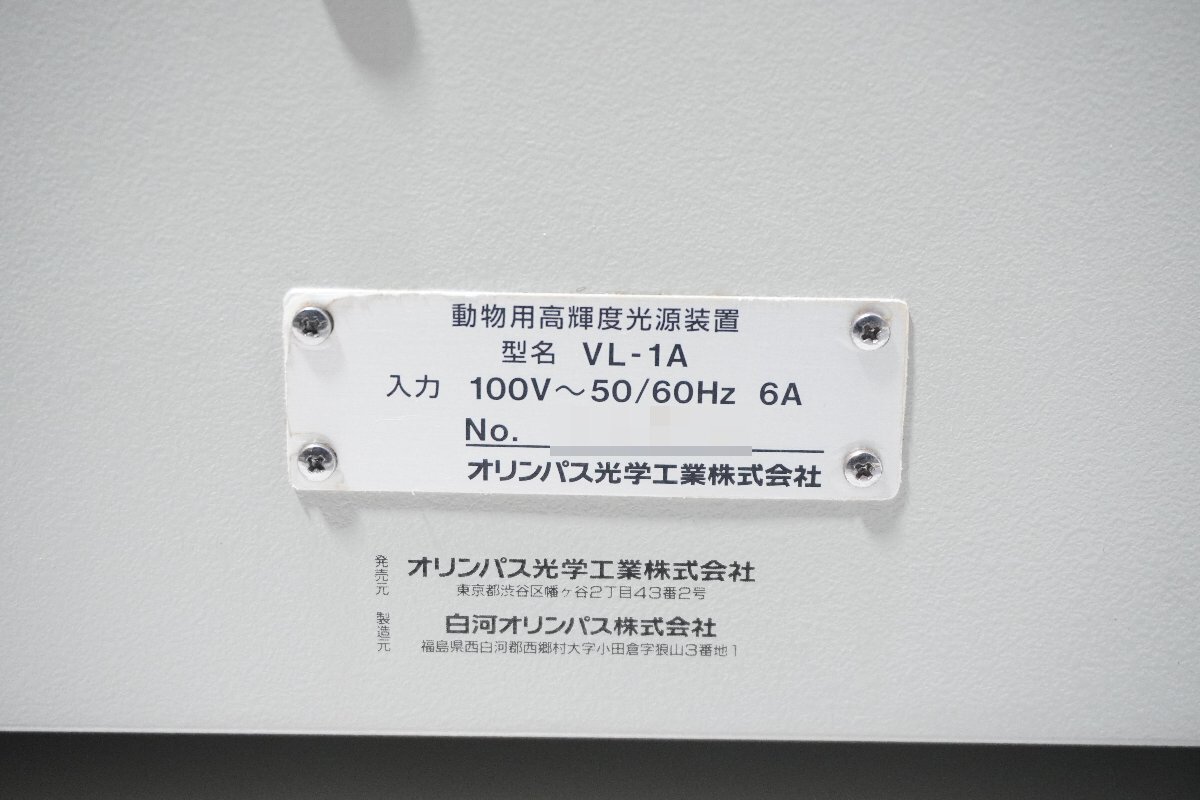 動物用高輝度光源装置
型名 VL-1A
入力 100V～50/60Hz 6A
No.
オリンパス光学工業株式会社
発売元 オリンパス光学工業株式会社
東京都渋谷区幡ヶ谷2丁目43番2号
製造元 白河オリンパス株式会社
福島県西白河郡西郷村大字小田倉字狼山3番地1